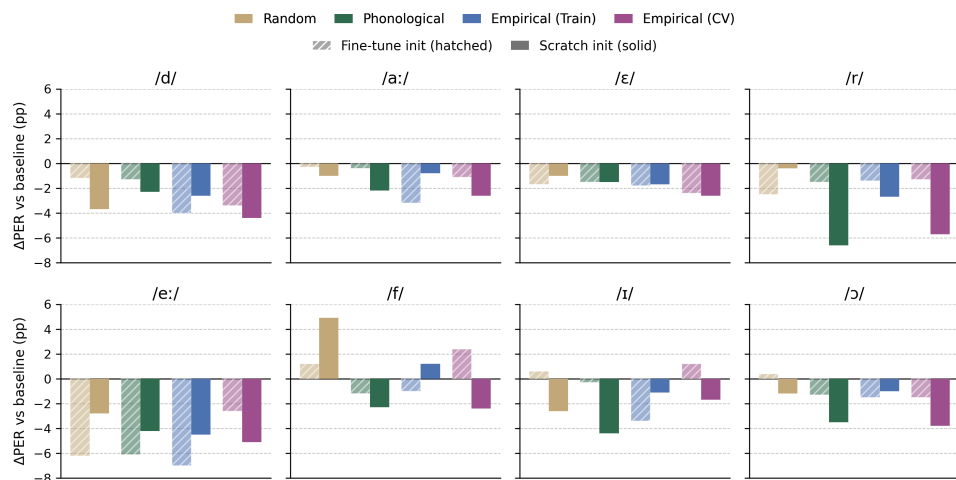 Random Phonological Empirical (Train) Empirical (CV)
Fine-tune init (hatched) Scratch init (solid)
/d/ /aː/ /ɛ/ /r/
ΔPER vs baseline (pp)
6
4
2
0
−2
−4
−6
−8
/eː/ /f/ /ɪ/ /ɔ/
ΔPER vs baseline (pp)
6
4
2
0
−2
−4
−6
−8